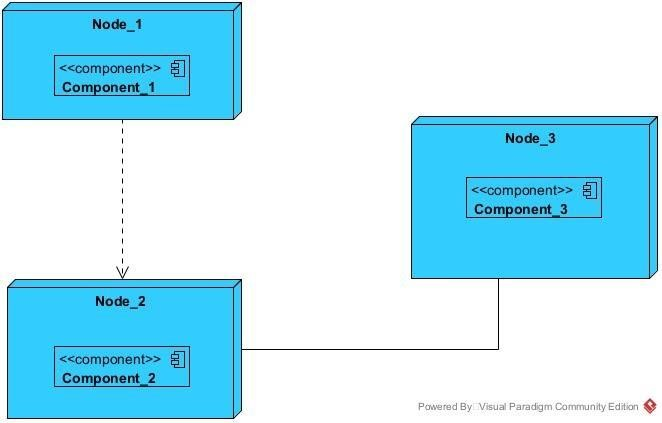 Node_1
<<component>>
Component_1
Node_3
<<component>>
Component_3
Node_2
<<component>>
Component_2
Powered By: Visual Paradigm Community Edition